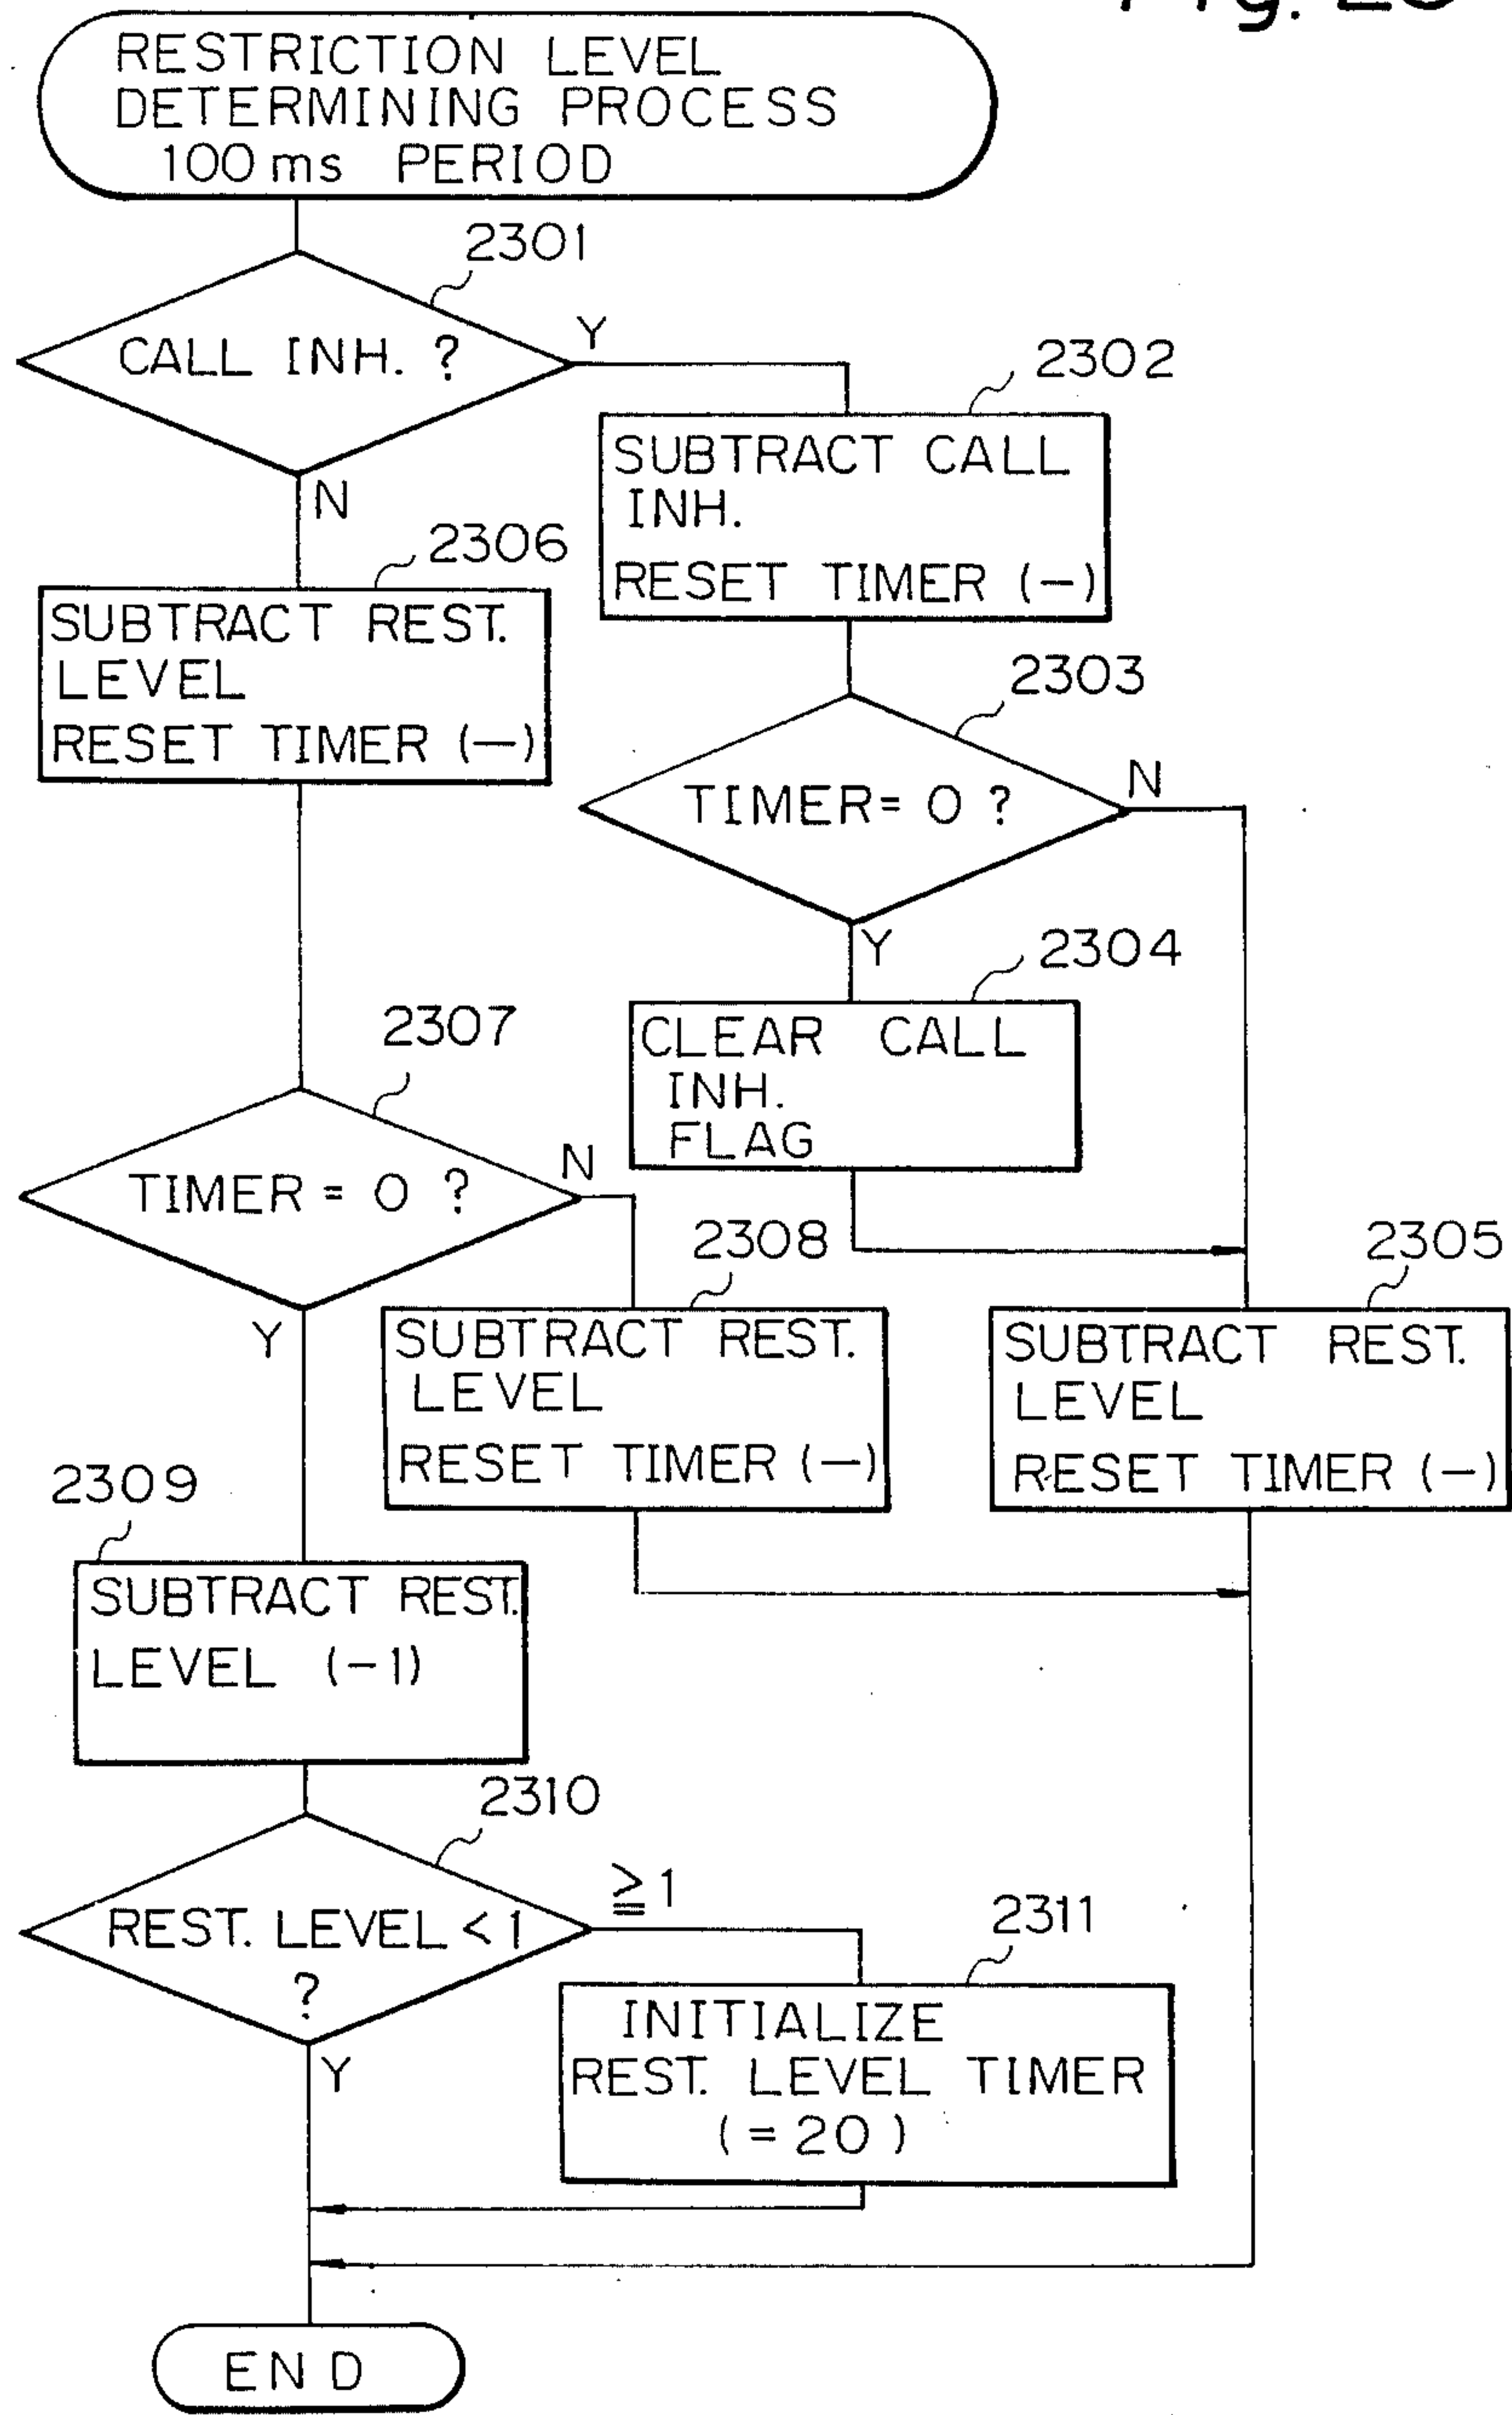 RESTRICTION LEVEL
DETERMINING PROCESS
100 ms PERIOD
2301
CALL INH. ?
Y
N
2302
SUBTRACT CALL
INH.
RESET TIMER (—)
2306
SUBTRACT REST.
LEVEL
RESET TIMER (—)
2303
TIMER = 0 ?
N
Y
2304
CLEAR CALL
INH.
FLAG
2307
TIMER = 0 ?
N
Y
2308
SUBTRACT REST.
LEVEL
RESET TIMER (—)
2305
SUBTRACT REST.
LEVEL
RESET TIMER (—)
2309
SUBTRACT REST.
LEVEL (-1)
2310
REST. LEVEL < 1
?
≧ 1
Y
2311
INITIALIZE
REST. LEVEL TIMER
( = 20 )
END